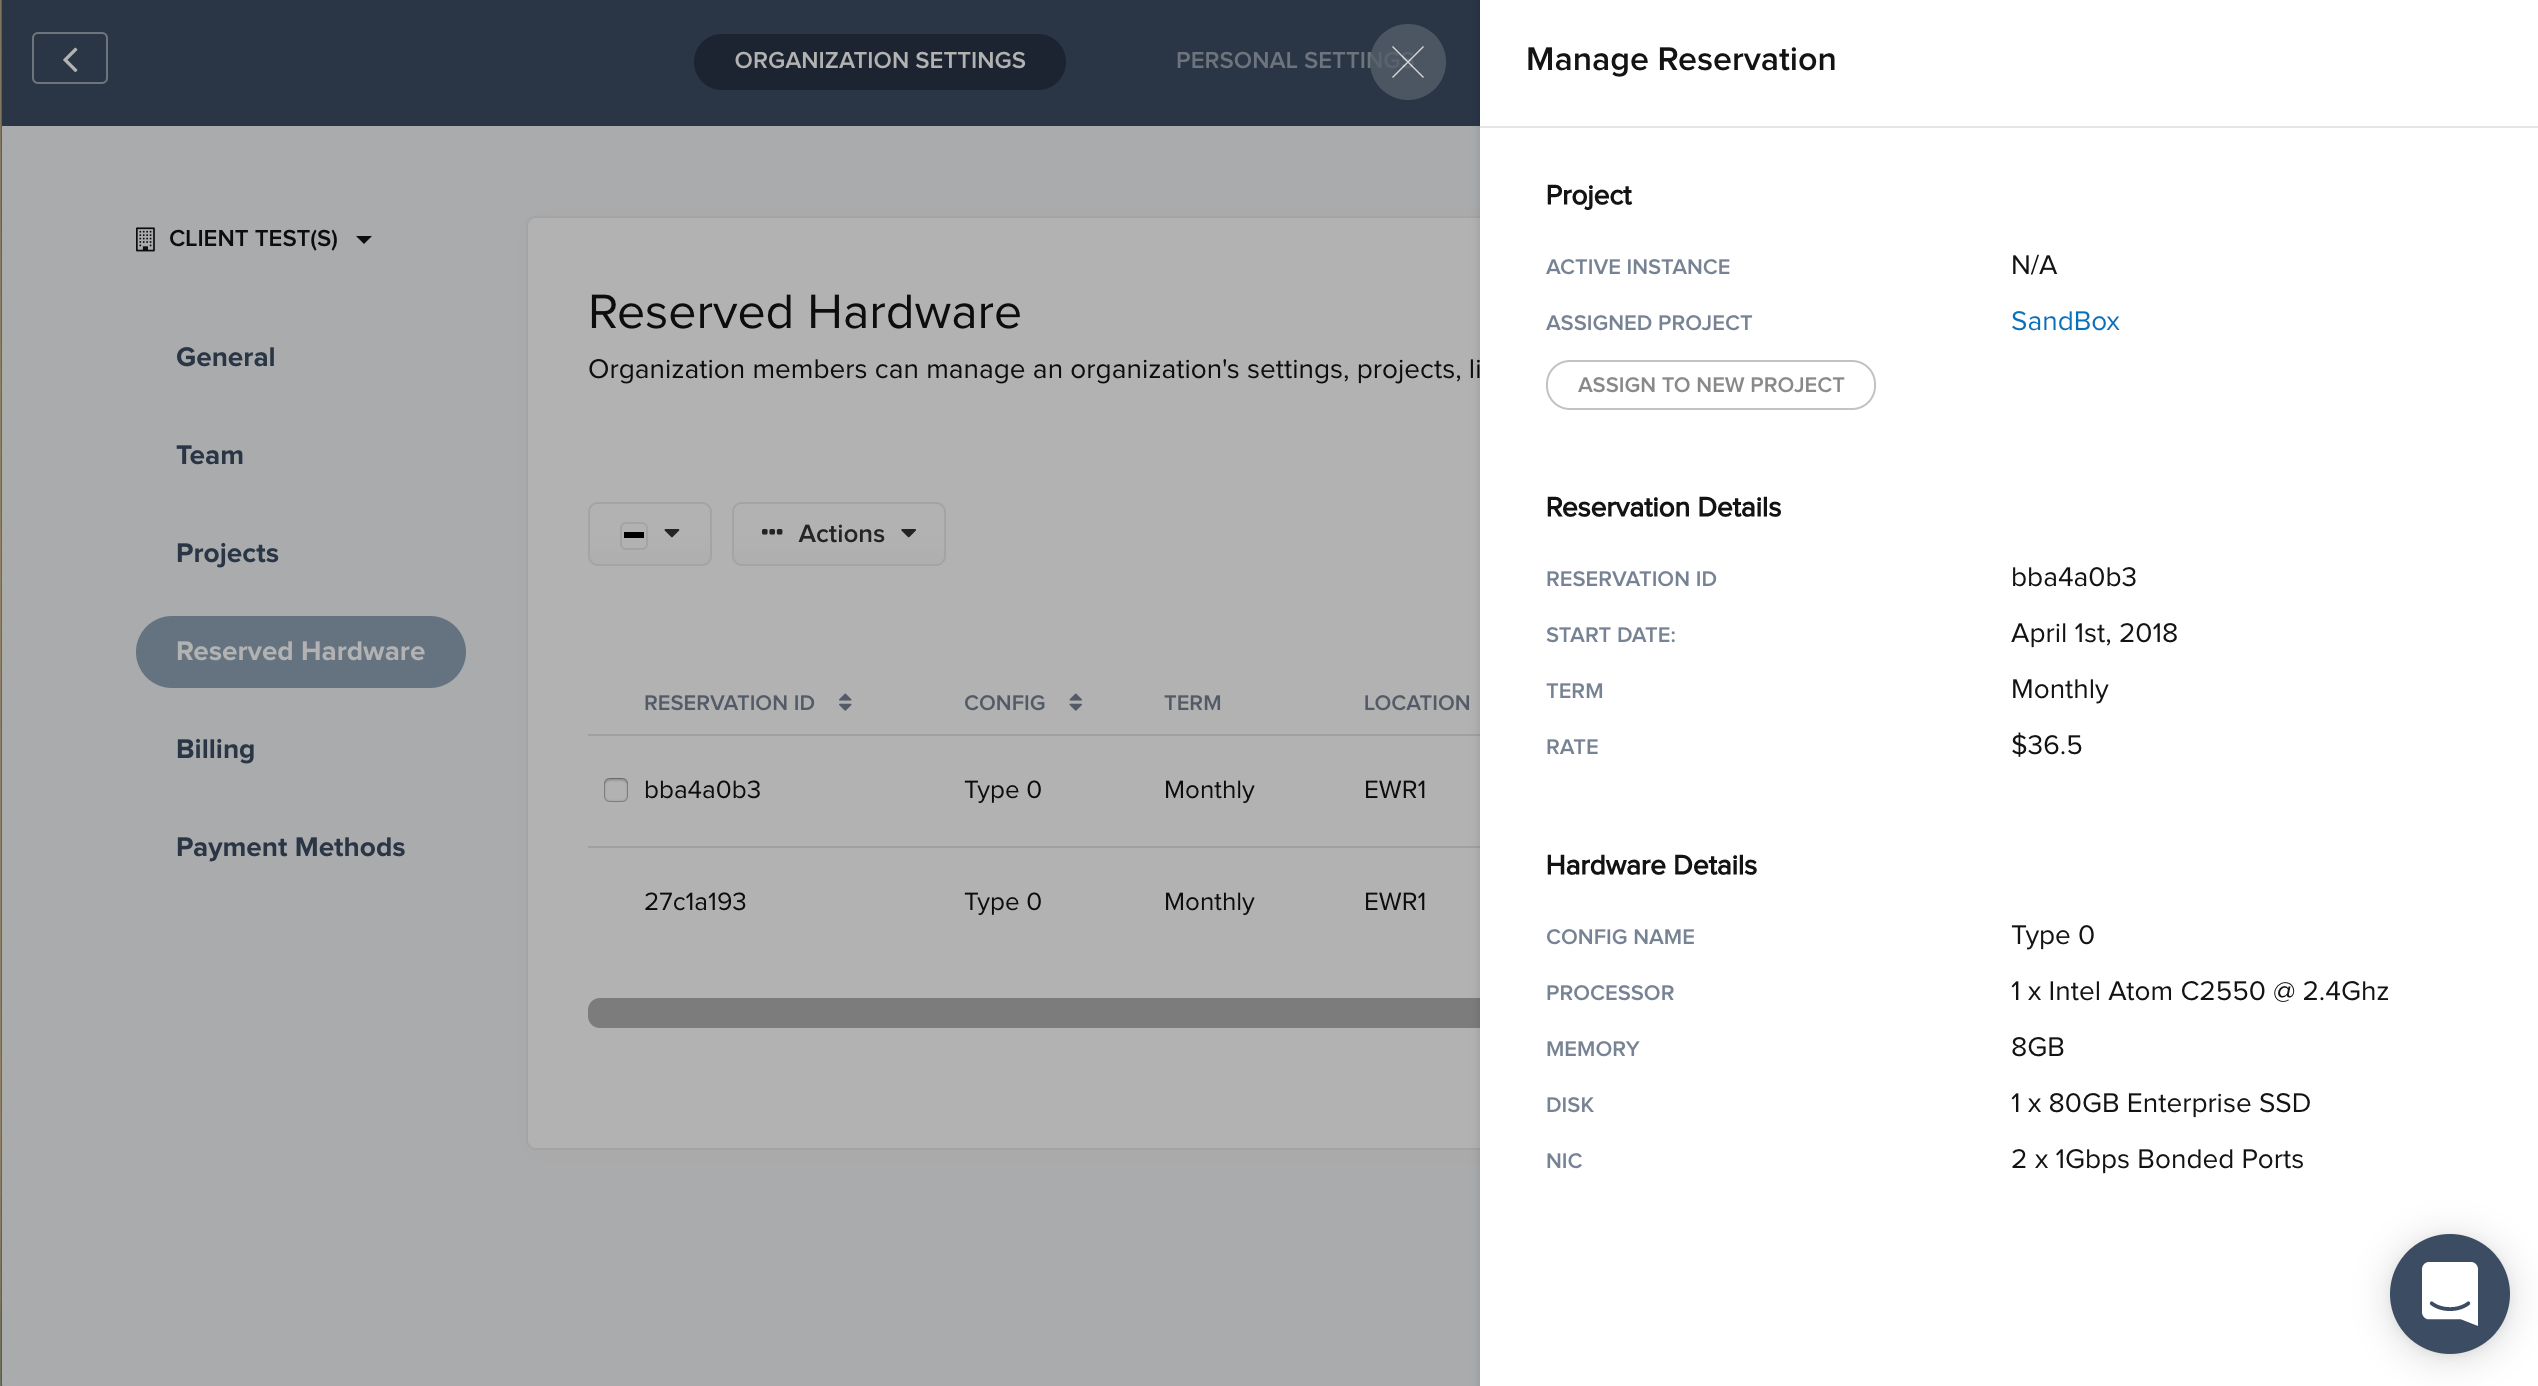 ORGANIZATION SETTINGS
PERSONAL SETTINGS
CLIENT TEST(S)
General
Team
Projects
Reserved Hardware
Billing
Payment Methods
Reserved Hardware
Organization members can manage an organization's settings, projects, li
Actions
RESERVATION ID CONFIG TERM LOCATION
bba4a0b3 Type 0 Monthly EWR1
27c1a193 Type 0 Monthly EWR1
Manage Reservation
Project
ACTIVE INSTANCE N/A
ASSIGNED PROJECT SandBox
ASSIGN TO NEW PROJECT
Reservation Details
RESERVATION ID bba4a0b3
START DATE: April 1st, 2018
TERM Monthly
RATE $36.5
Hardware Details
CONFIG NAME Type 0
PROCESSOR 1 x Intel Atom C2550 @ 2.4Ghz
MEMORY 8GB
DISK 1 x 80GB Enterprise SSD
NIC 2 x 1Gbps Bonded Ports